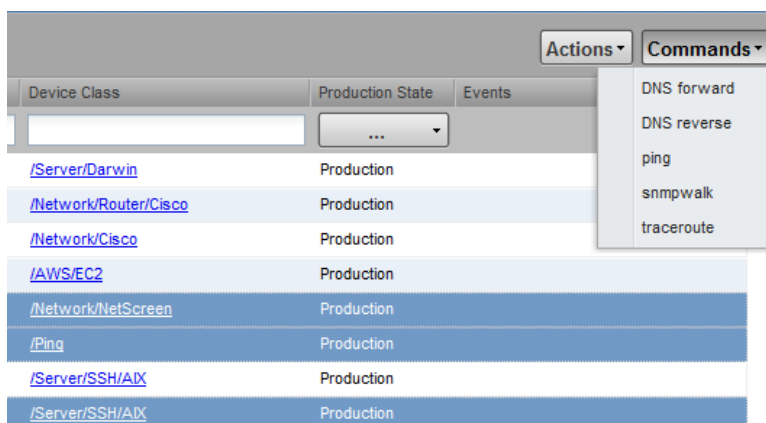 Actions Commands
DNS forward
DNS reverse
ping
snmpwalk
traceroute
Device Class Production State Events
...
/Server/Darwin Production
/Network/Router/Cisco Production
/Network/Cisco Production
/AWS/EC2 Production
/Network/NetScreen Production
/Ping Production
/Server/SSH/AIX Production
/Server/SSH/AIX Production